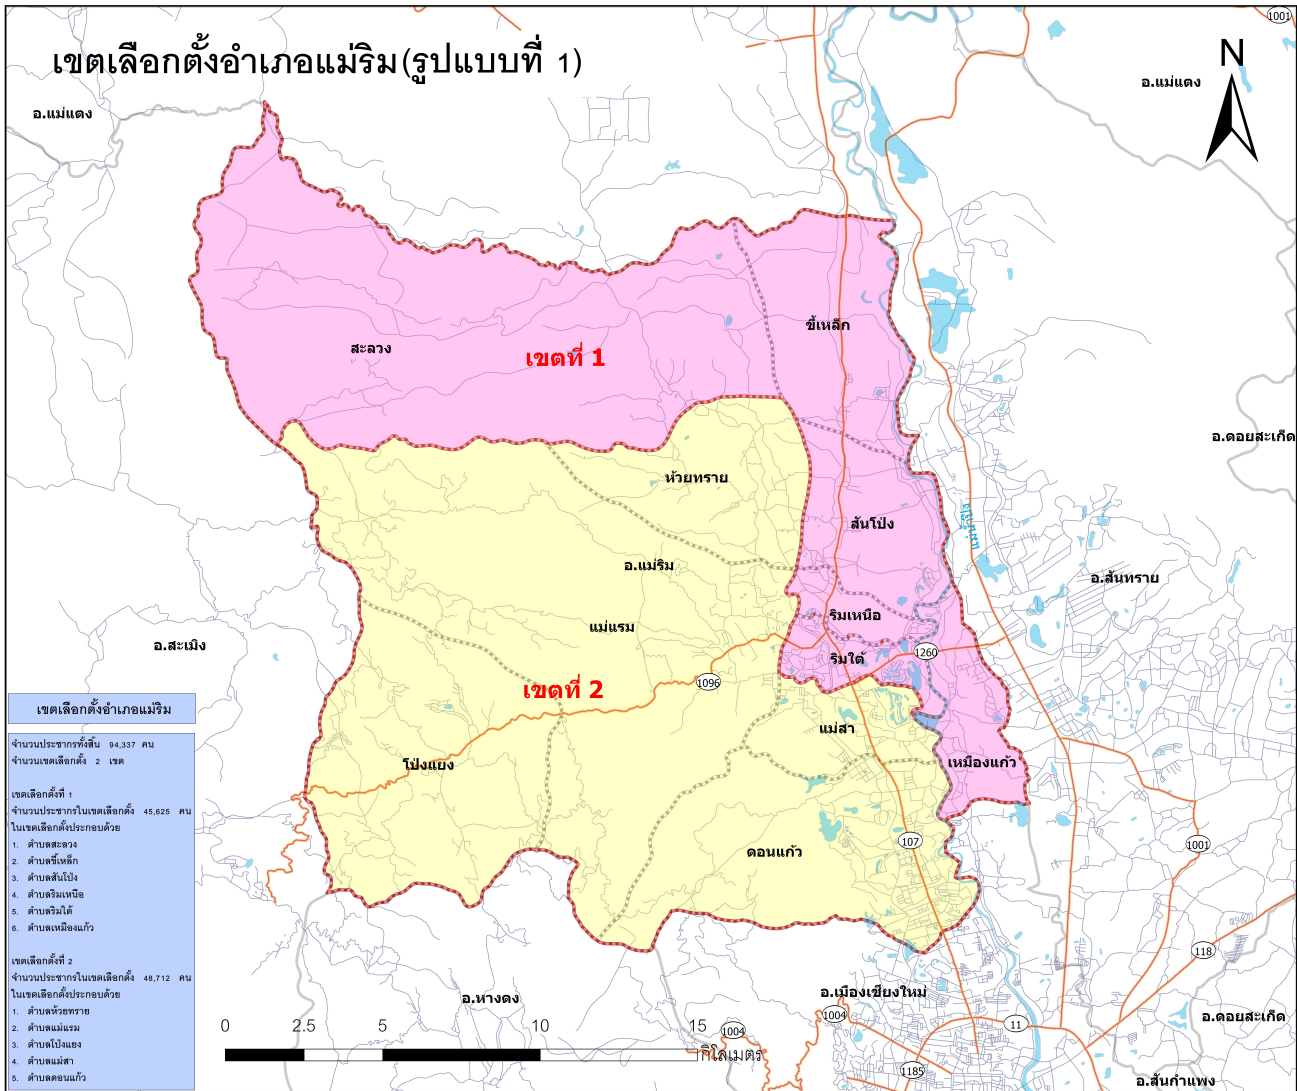 เขตเลือกตั้งอำเภอแม่ริม(รูปแบบที่ 1)
N
1001
อ.แม่แตง
อ.แม่แตง
ขี้เหล็ก
สะลวง
เขตที่ 1
อ.ดอยสะเก็ด
ห้วยทราย
สันโป่ง
อ.แม่ริม
อ.สันทราย
แม่แรม
ริมเหนือ
อ.สะเมิง
ริมใต้
1260
1096
เขตที่ 2
แม่สา
โป่งแยง
เหมืองแก้ว
ดอนแก้ว
107
1001
118
อ.หางดง
อ.เมืองเชียงใหม่
1004
1004
11
อ.ดอยสะเก็ด
1185
อ.สันกำแพง
0 2.5 5 10 15
กิโลเมตร
เขตเลือกตั้งอำเภอแม่ริม
จำนวนประชากรทั้งสิ้น 94,337 คน
จำนวนเขตเลือกตั้ง 2 เขต
เขตเลือกตั้งที่ 1
จำนวนประชากรในเขตเลือกตั้ง 45,625 คน
ในเขตเลือกตั้งประกอบด้วย
1. ตำบลสะลวง
2. ตำบลขี้เหล็ก
3. ตำบลสันโป่ง
4. ตำบลริมเหนือ
5. ตำบลริมใต้
6. ตำบลเหมืองแก้ว
เขตเลือกตั้งที่ 2
จำนวนประชากรในเขตเลือกตั้ง 48,712 คน
ในเขตเลือกตั้งประกอบด้วย
1. ตำบลห้วยทราย
2. ตำบลแม่แรม
3. ตำบลโป่งแยง
4. ตำบลแม่สา
5. ตำบลดอนแก้ว